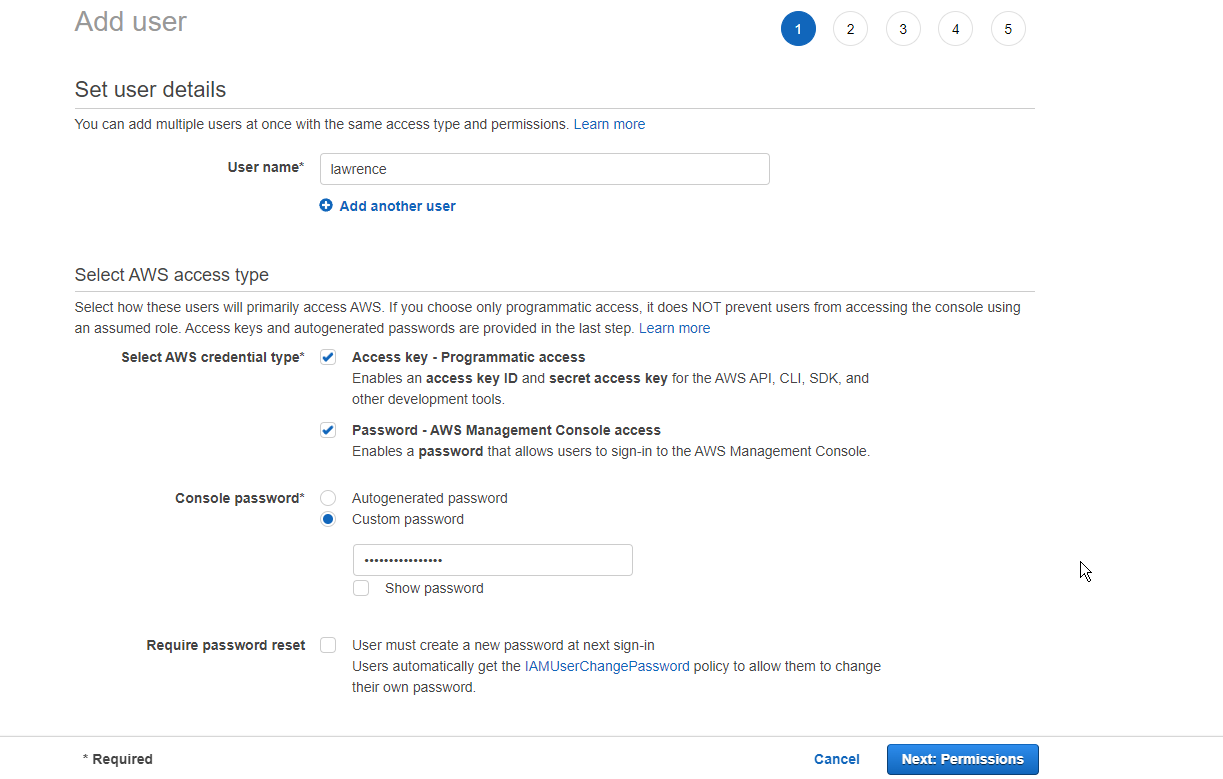 Add user
1 2 3 4 5
Set user details
You can add multiple users at once with the same access type and permissions. Learn more
User name* lawrence
Add another user
Select AWS access type
Select how these users will primarily access AWS. If you choose only programmatic access, it does NOT prevent users from accessing the console using
an assumed role. Access keys and autogenerated passwords are provided in the last step. Learn more
Select AWS credential type* Access key - Programmatic access
Enables an access key ID and secret access key for the AWS API, CLI, SDK, and
other development tools.
Password - AWS Management Console access
Enables a password that allows users to sign-in to the AWS Management Console.
Console password* Autogenerated password
Custom password
••••••••••••••••
Show password
Require password reset User must create a new password at next sign-in
Users automatically get the IAMUserChangePassword policy to allow them to change
their own password.
* Required Cancel Next: Permissions